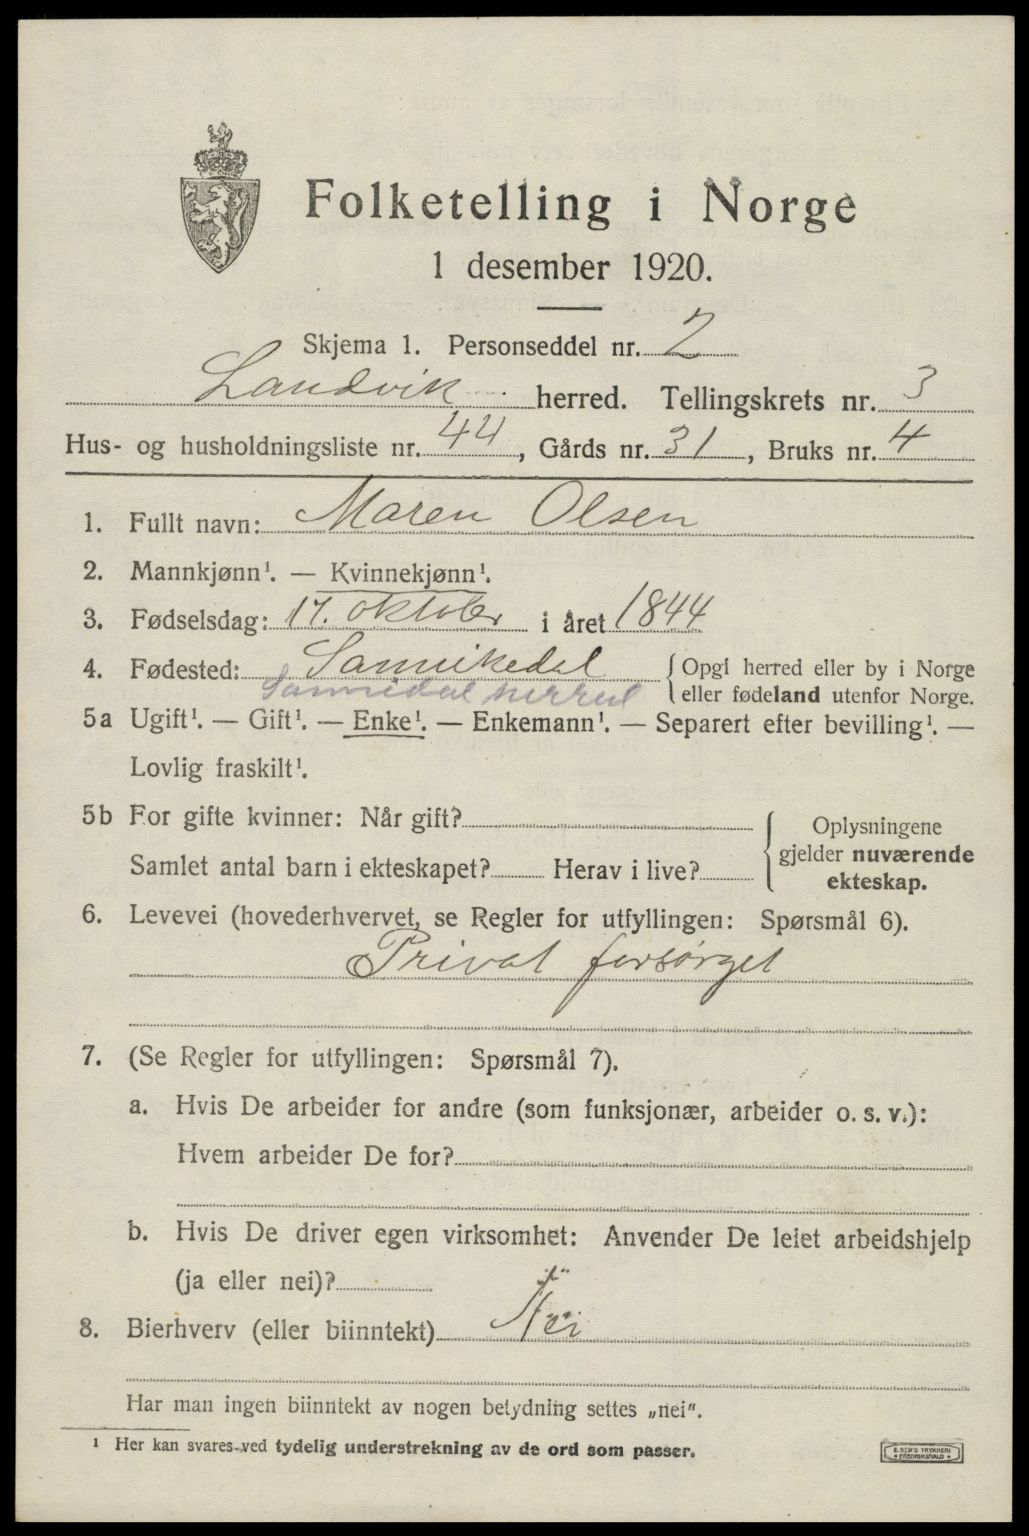 Folketelling i Norge
1 desember 1920.
Skjema 1. Personseddel nr. 2
Landvik herred. Tellingskrets nr. 3
Hus- og husholdningsliste nr. 44, Gårds nr. 31, Bruks nr. 4
1. Fullt navn: Maren Olsen
2. Mannkjønn¹. — Kvinnekjønn¹.
3. Fødselsdag: 17. oktober i året 1844
4. Fødested: Sannikedal {Opgi herred eller by i Norge
Sannidal herred eller fødeland utenfor Norge.
5a Ugift¹. — Gift¹. — Enke¹. — Enkemann¹. — Separert efter bevilling¹. —
Lovlig fraskilt¹.
5b For gifte kvinner: Når gift?
Samlet antal barn i ekteskapet? Herav i live?
Oplysningene
gjelder nuværende
ekteskap.
6. Levevei (hovederhvervet, se Regler for utfyllingen: Spørsmål 6).
Privat forsørget
7. (Se Regler for utfyllingen: Spørsmål 7).
a. Hvis De arbeider for andre (som funksjonær, arbeider o. s. v.):
Hvem arbeider De for?
b. Hvis De driver egen virksomhet: Anvender De leiet arbeidshjelp
(ja eller nei)?
8. Bierhverv (eller biinntekt) Nei
Har man ingen biinntekt av nogen betydning settes „nei“.
¹ Her kan svares ved tydelig understrekning av de ord som passer.
E. SEM'S TRYKKERI
FREDRIKSHALD